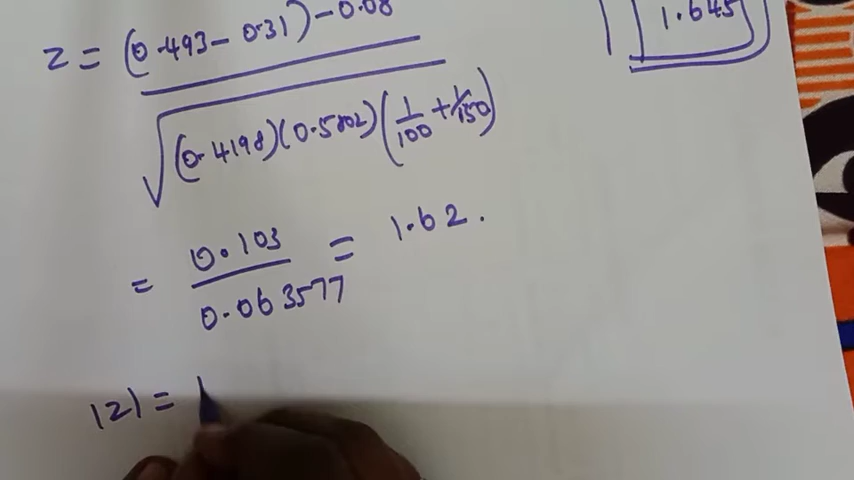 1.645
z = (0.493 - 0.31) - 0.08
√(0.4198)(0.5802)(1/100 + 1/150)
= 0.103 / 0.063577 = 1.62.
|z| =